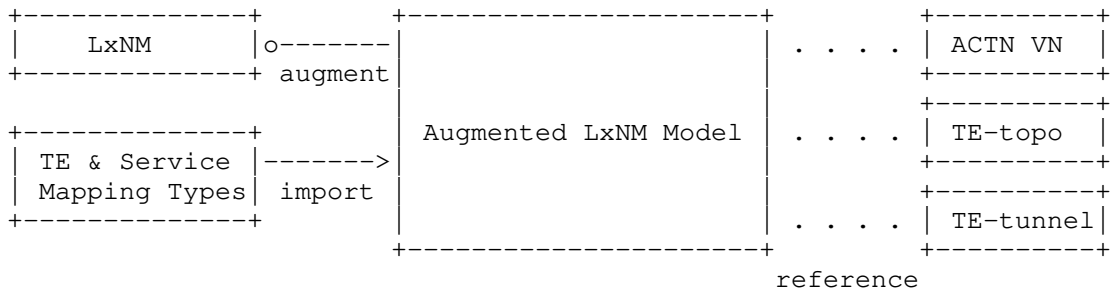 LxNM
augment
ACTN VN
Augmented LxNM Model
TE-topo
TE & Service
Mapping Types
import
TE-tunnel
reference